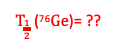 T₁/₂ (⁷⁶Ge)= ??